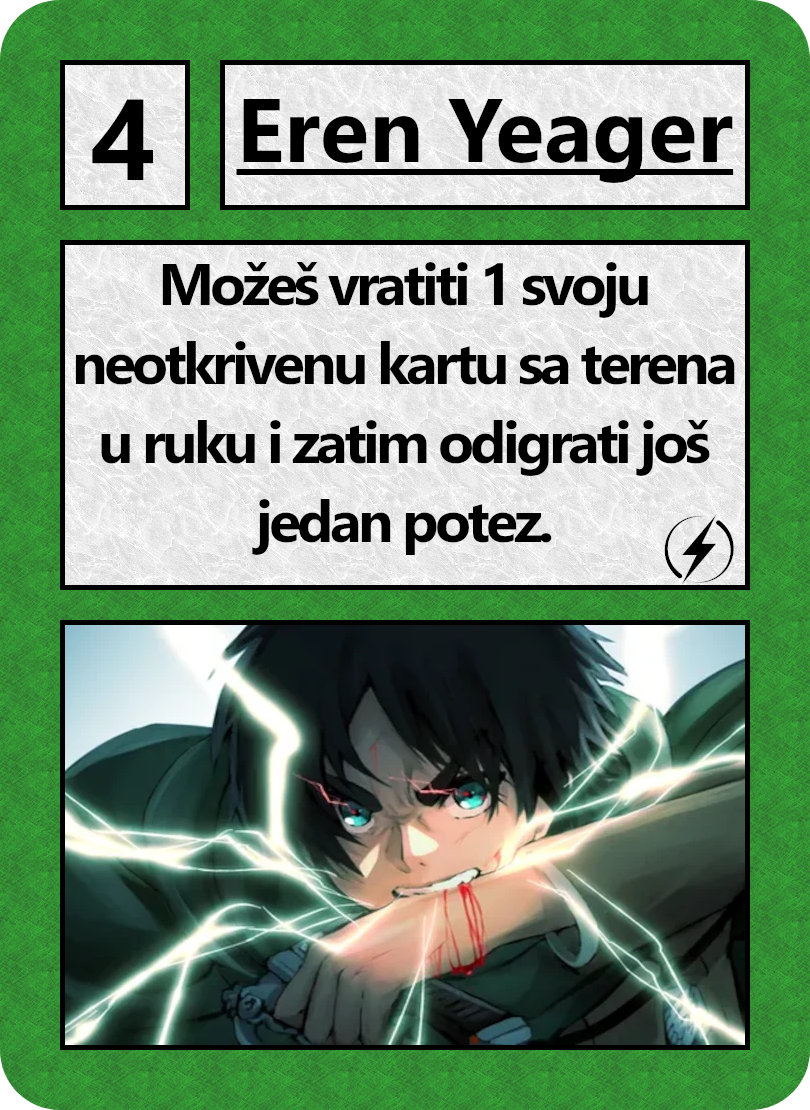 4
Eren Yeager
Možeš vratiti 1 svoju
neotkrivenu kartu sa terena
u ruku i zatim odigrati još
jedan potez.